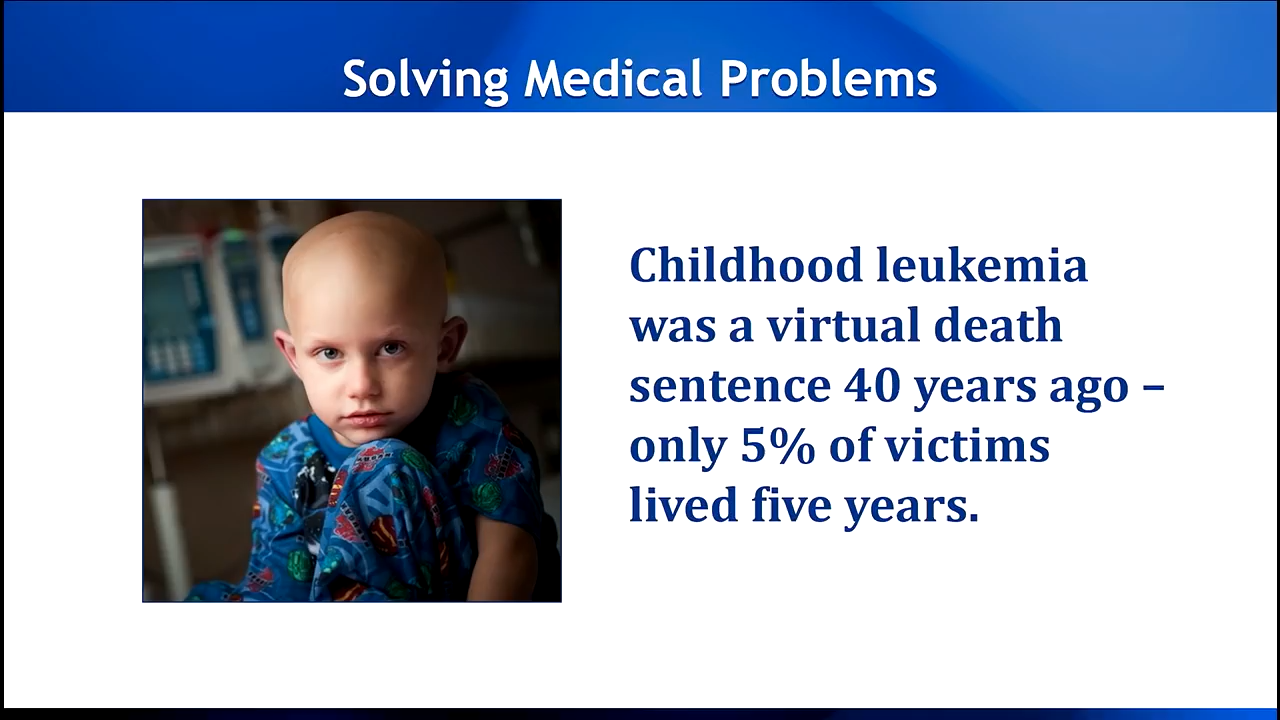 Solving Medical Problems
Childhood leukemia
was a virtual death
sentence 40 years ago –
only 5% of victims
lived five years.